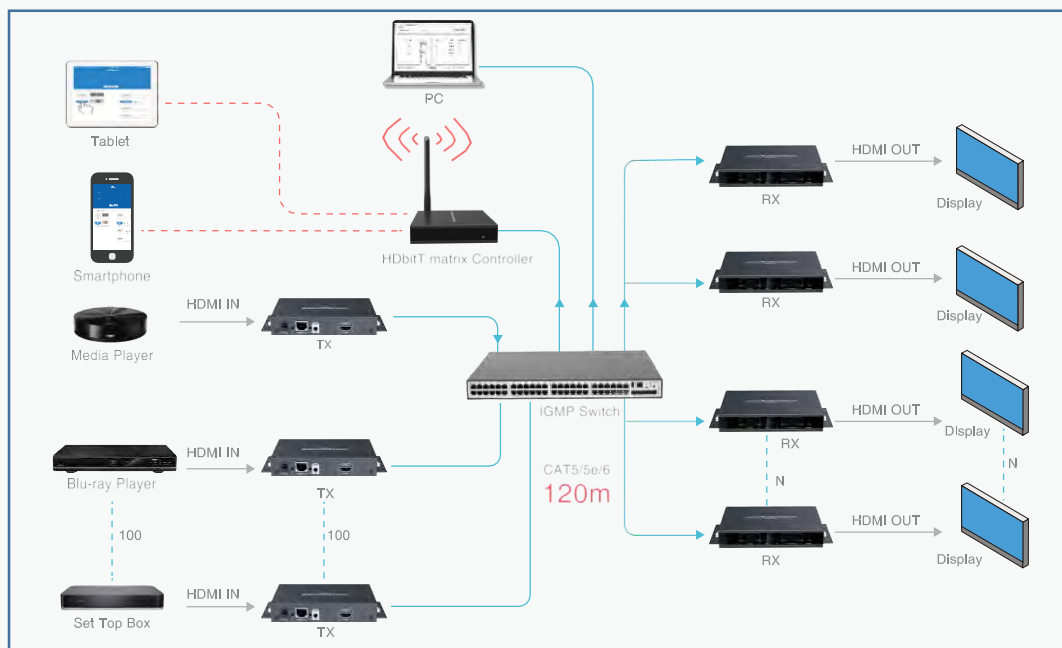 PC
Tablet
HDMI OUT
RX
Display
Smartphone
HDbitT matrix Controller
HDMI OUT
RX
Display
HDMI IN
Media Player
TX
IGMP Switch
HDMI OUT
RX
DIsplay
HDMI IN
Blu-ray Player
TX
CAT5/5e/6
120m
N
N
100
100
HDMI OUT
RX
Display
HDMI IN
Set Top Box
TX